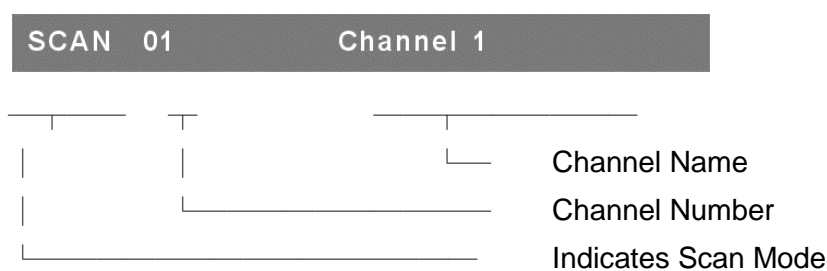 SCAN 01 Channel 1
Channel Name
Channel Number
Indicates Scan Mode